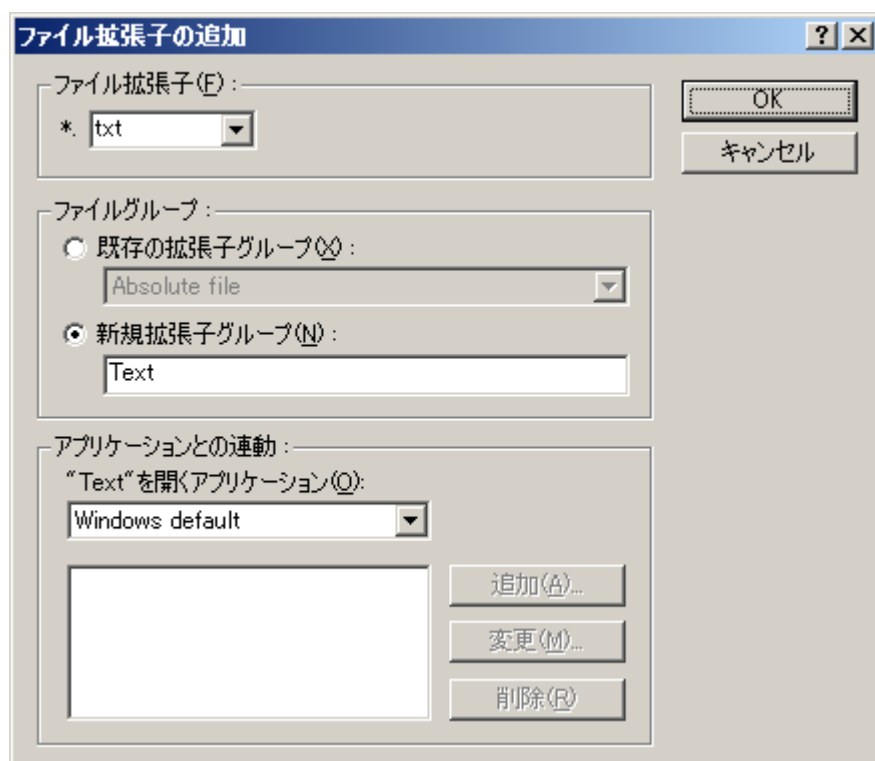 ファイル拡張子の追加
ファイル拡張子(F) :
*. txt
OK
キャンセル
ファイルグループ :
既存の拡張子グループ(X) :
Absolute file
新規拡張子グループ(N) :
Text
アプリケーションとの連動 :
"Text"を開くアプリケーション(O):
Windows default
追加(A)...
変更(M)...
削除(R)